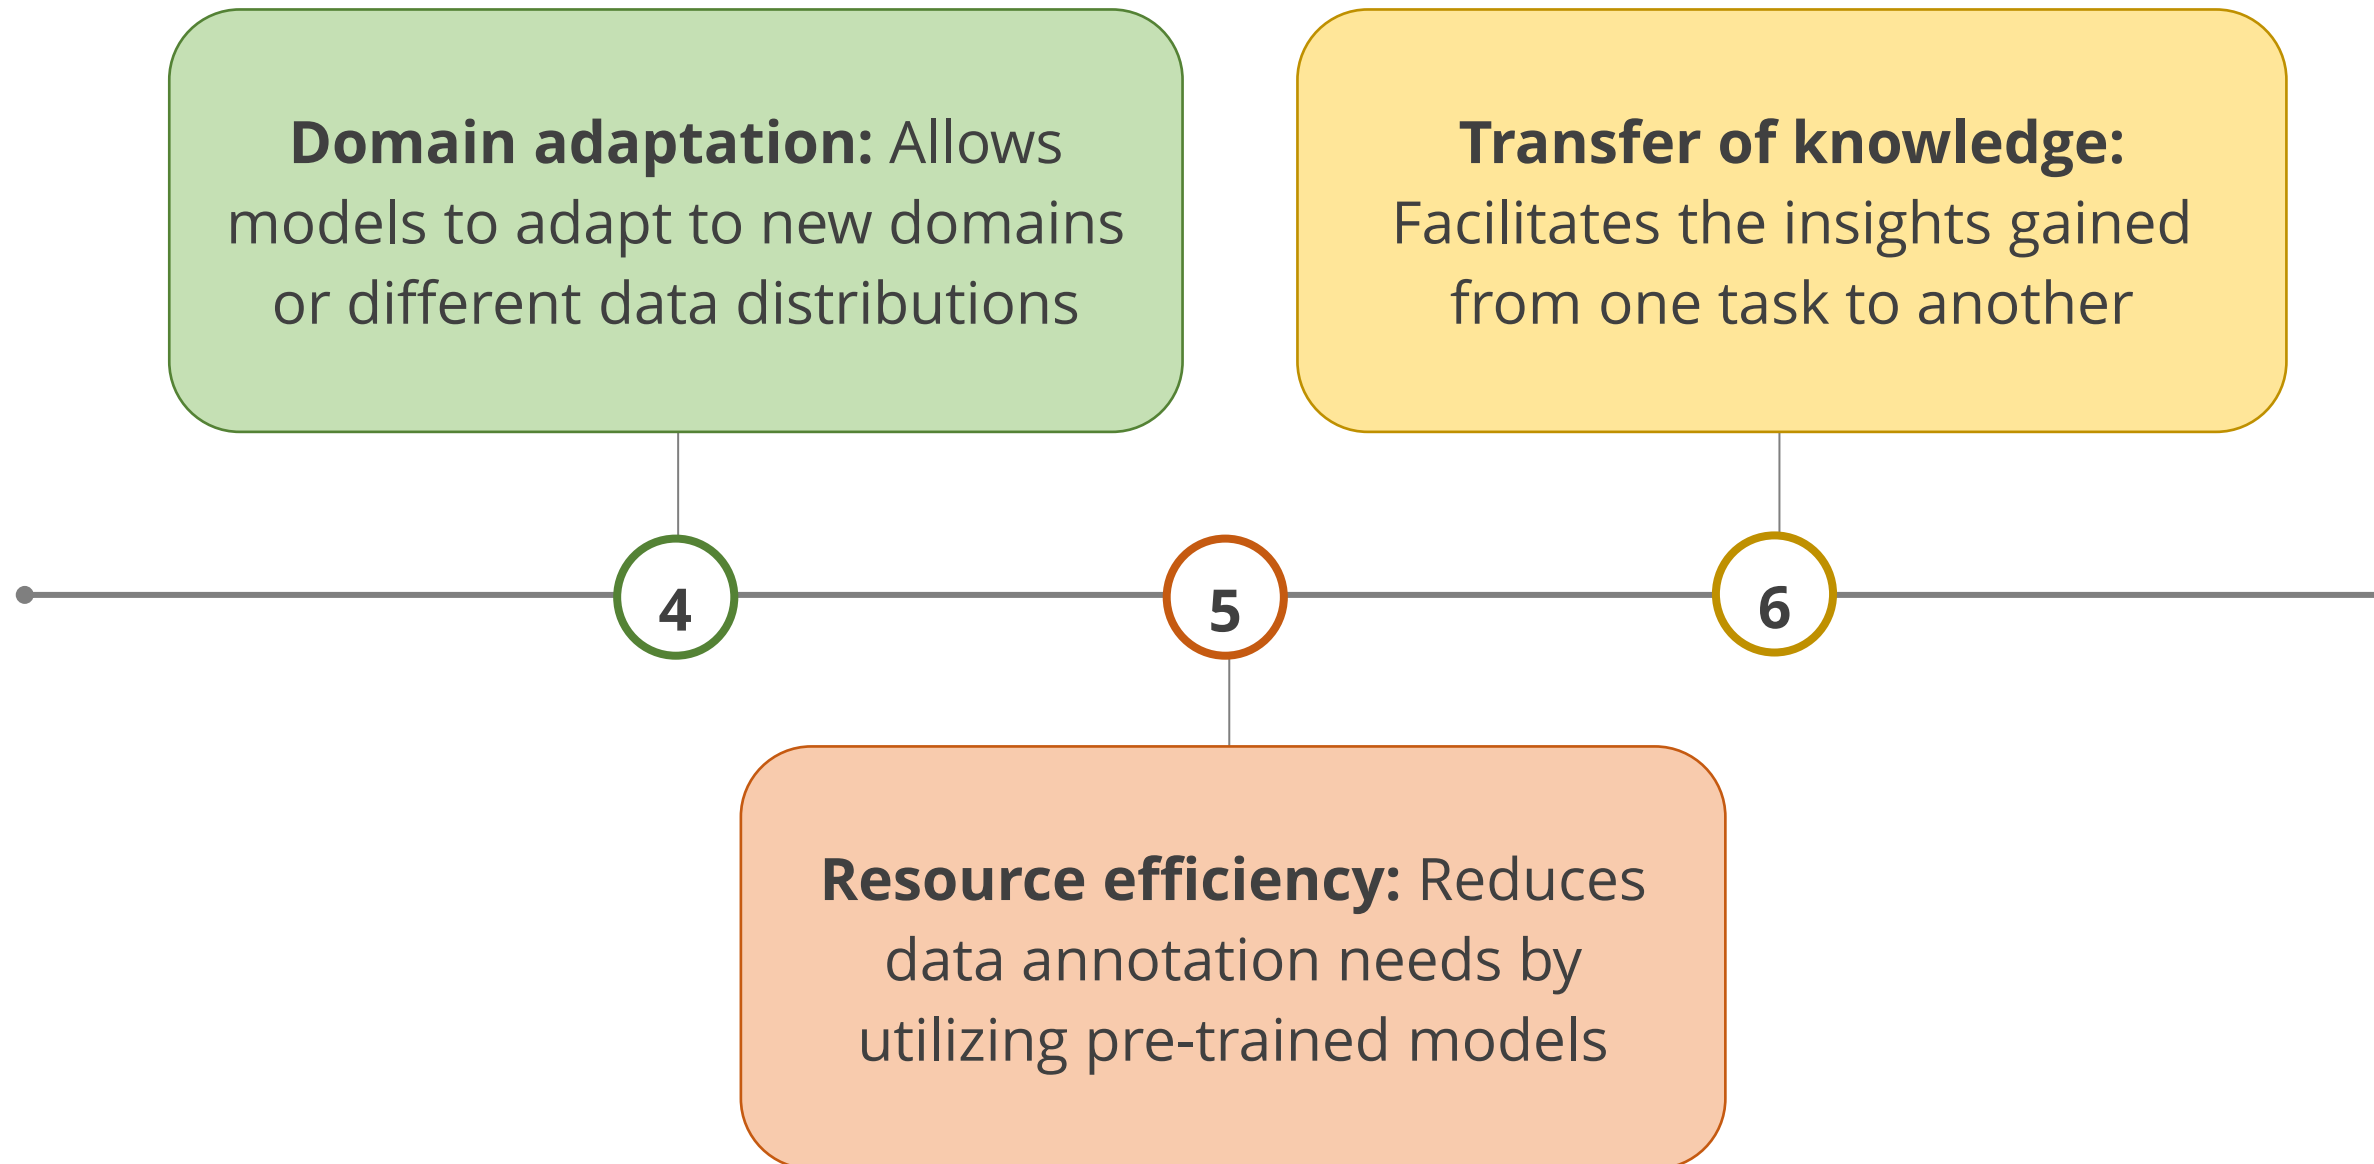 Domain adaptation: Allows
models to adapt to new domains
or different data distributions
Transfer of knowledge:
Facilitates the insights gained
from one task to another
4
5
6
Resource efficiency: Reduces
data annotation needs by
utilizing pre-trained models